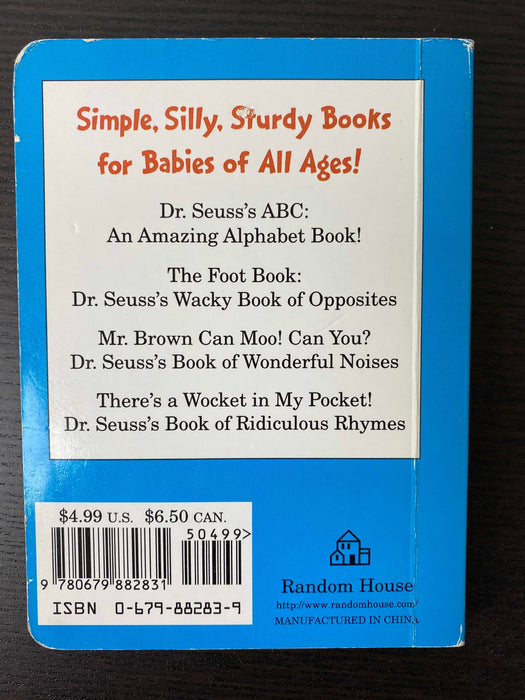 Simple, Silly, Sturdy Books
for Babies of All Ages!
Dr. Seuss's ABC:
An Amazing Alphabet Book!
The Foot Book:
Dr. Seuss's Wacky Book of Opposites
Mr. Brown Can Moo! Can You?
Dr. Seuss's Book of Wonderful Noises
There's a Wocket in My Pocket!
Dr. Seuss's Book of Ridiculous Rhymes
$4.99 U.S. $6.50 CAN.
50499>
9 780679 882831
ISBN 0-679-88283-9
Random House
http://www.randomhouse.com/
MANUFACTURED IN CHINA